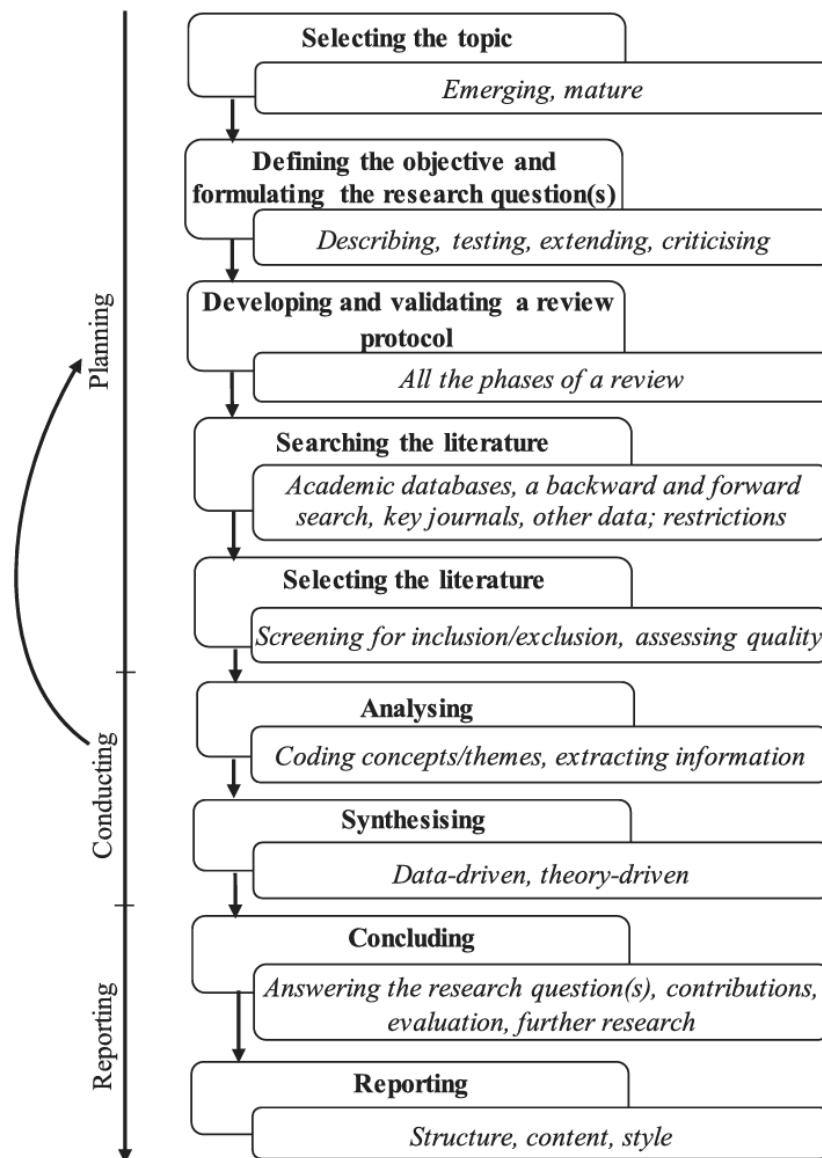 Selecting the topic
Emerging, mature
Defining the objective and
formulating the research question(s)
Describing, testing, extending, criticising
Developing and validating a review
protocol
All the phases of a review
Planning
Searching the literature
Academic databases, a backward and forward
search, key journals, other data; restrictions
Selecting the literature
Screening for inclusion/exclusion, assessing quality
Analysing
Coding concepts/themes, extracting information
Conducting
Synthesising
Data-driven, theory-driven
Concluding
Answering the research question(s), contributions,
evaluation, further research
Reporting
Reporting
Structure, content, style